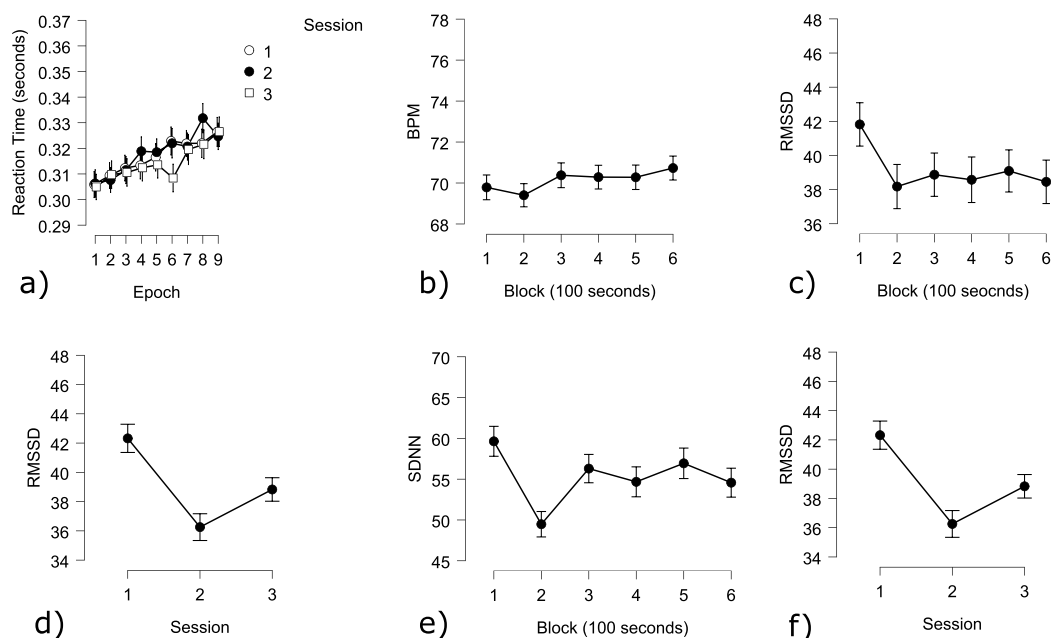 Session
1
2
3
Reaction Time (seconds)
0.37
0.36
0.34
0.33
0.32
0.31
0.30
0.29
1 2 3 4 5 6 7 8 9
Epoch
a)
BPM
78
76
74
72
70
68
1 2 3 4 5 6
Block (100 seconds)
b)
RMSSD
48
46
44
42
40
38
36
1 2 3 4 5 6
Block (100 seocnds)
c)
RMSSD
48
46
44
42
40
38
36
34
1 2 3
Session
d)
SDNN
70
65
60
55
50
45
1 2 3 4 5 6
Block (100 seconds)
e)
RMSSD
48
46
44
42
40
38
36
34
1 2 3
Session
f)